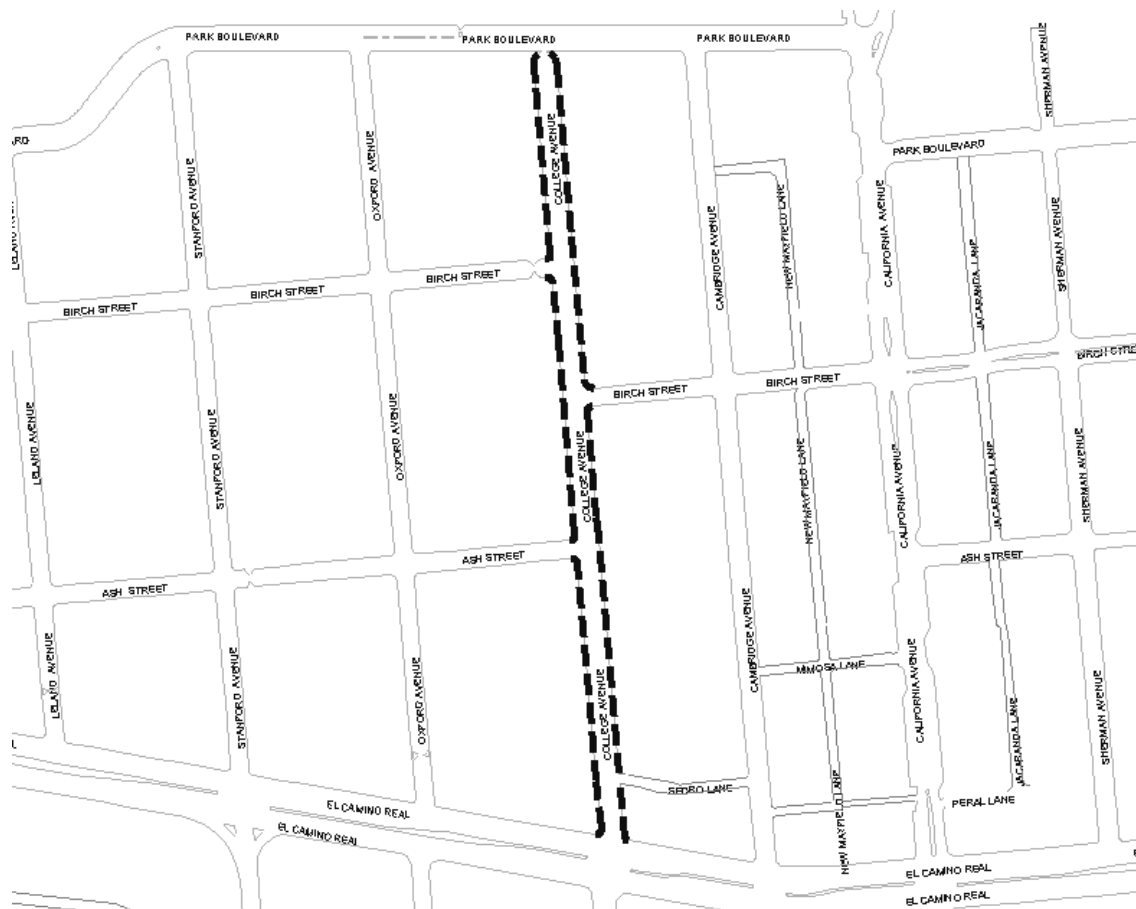 PARK BOULEVARD
PARK BOULEVARD
PARK BOULEVARD
SHERMAN AVENUE
ARD
PARK BOULEVARD
STANFORD AVENUE
OXFORD AVENUE
COLLEGE AVENUE
LELAND AVEN
CAMBRIDGE AVENUE
NEW MAYFIELD LANE
CALIFORNIA AVENUE
JACARANDA LANE
SHERMAN AVENUE
BIRCH STREET
BIRCH STREET
BIRCH STREET
BIRCH STREET
BIRCH STREET
BIRCH STREE
LELAND AVENUE
STANFORD AVENUE
OXFORD AVENUE
COLLEGE AVENUE
NEW MAYFIELD LANE
CALIFORNIA AVENUE
JACARANDA LANE
SHERMAN AVENUE
ASH STREET
ASH STREET
ASH STREET
LELAND AVENUE
STANFORD AVENUE
OXFORD AVENUE
COLLEGE AVENUE
CAMBRIDGE AVENUE
MIMOSA LANE
CALIFORNIA AVENUE
JACARANDA LANE
SHERMAN AVENUE
SEDRO LANE
NEW MAYFIELD LANE
PERAL LANE
EL CAMINO REAL
EL CAMINO REAL
EL CAMINO REAL
EL CAMINO REAL